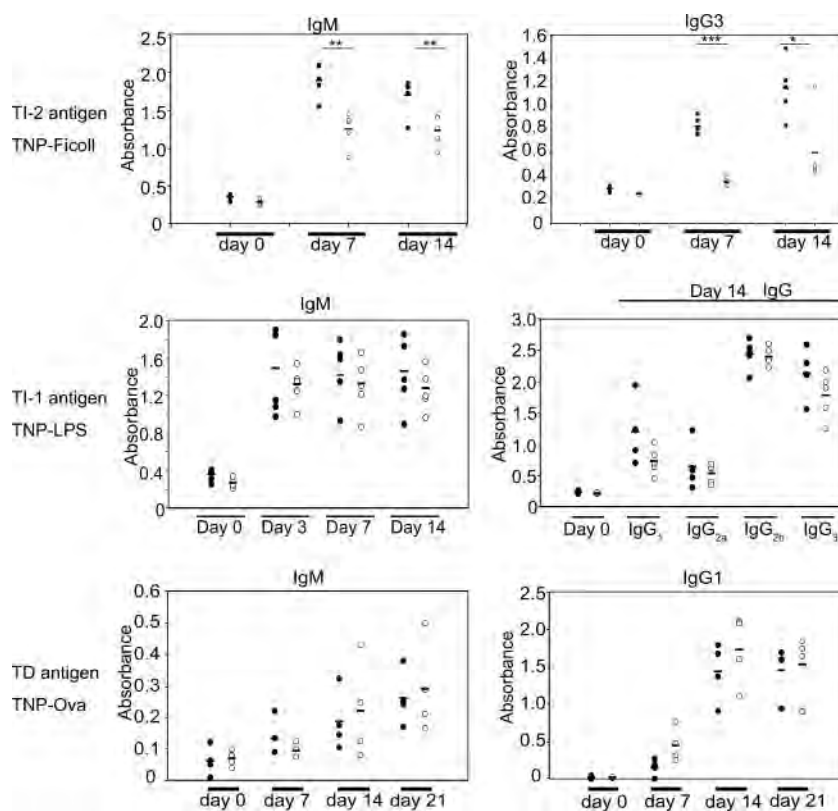 IgM
IgG3
2.5
2.0
1.5
1.0
0.5
0
Absorbance
** **
1.6
1.4
1.2
1.0
0.8
0.6
0.4
0.2
0
Absorbance
*** *
TI-2 antigen
TNP-Ficoll
day 0 day 7 day 14
day 0 day 7 day 14
IgM
Day 14 IgG
2.0
1.6
1.2
0.8
0.4
0
Absorbance
3.0
2.5
2.0
1.5
1.0
0.5
0
Absorbance
TI-1 antigen
TNP-LPS
Day 0 Day 3 Day 7 Day 14
Day 0 IgG1 IgG2a IgG2b IgG3
IgM
IgG1
0.6
0.5
0.4
0.3
0.2
0.1
0
Absorbance
2.5
2.0
1.5
1.0
0.5
0
Absorbance
TD antigen
TNP-Ova
day 0 day 7 day 14 day 21
day 0 day 7 day 14 day 21